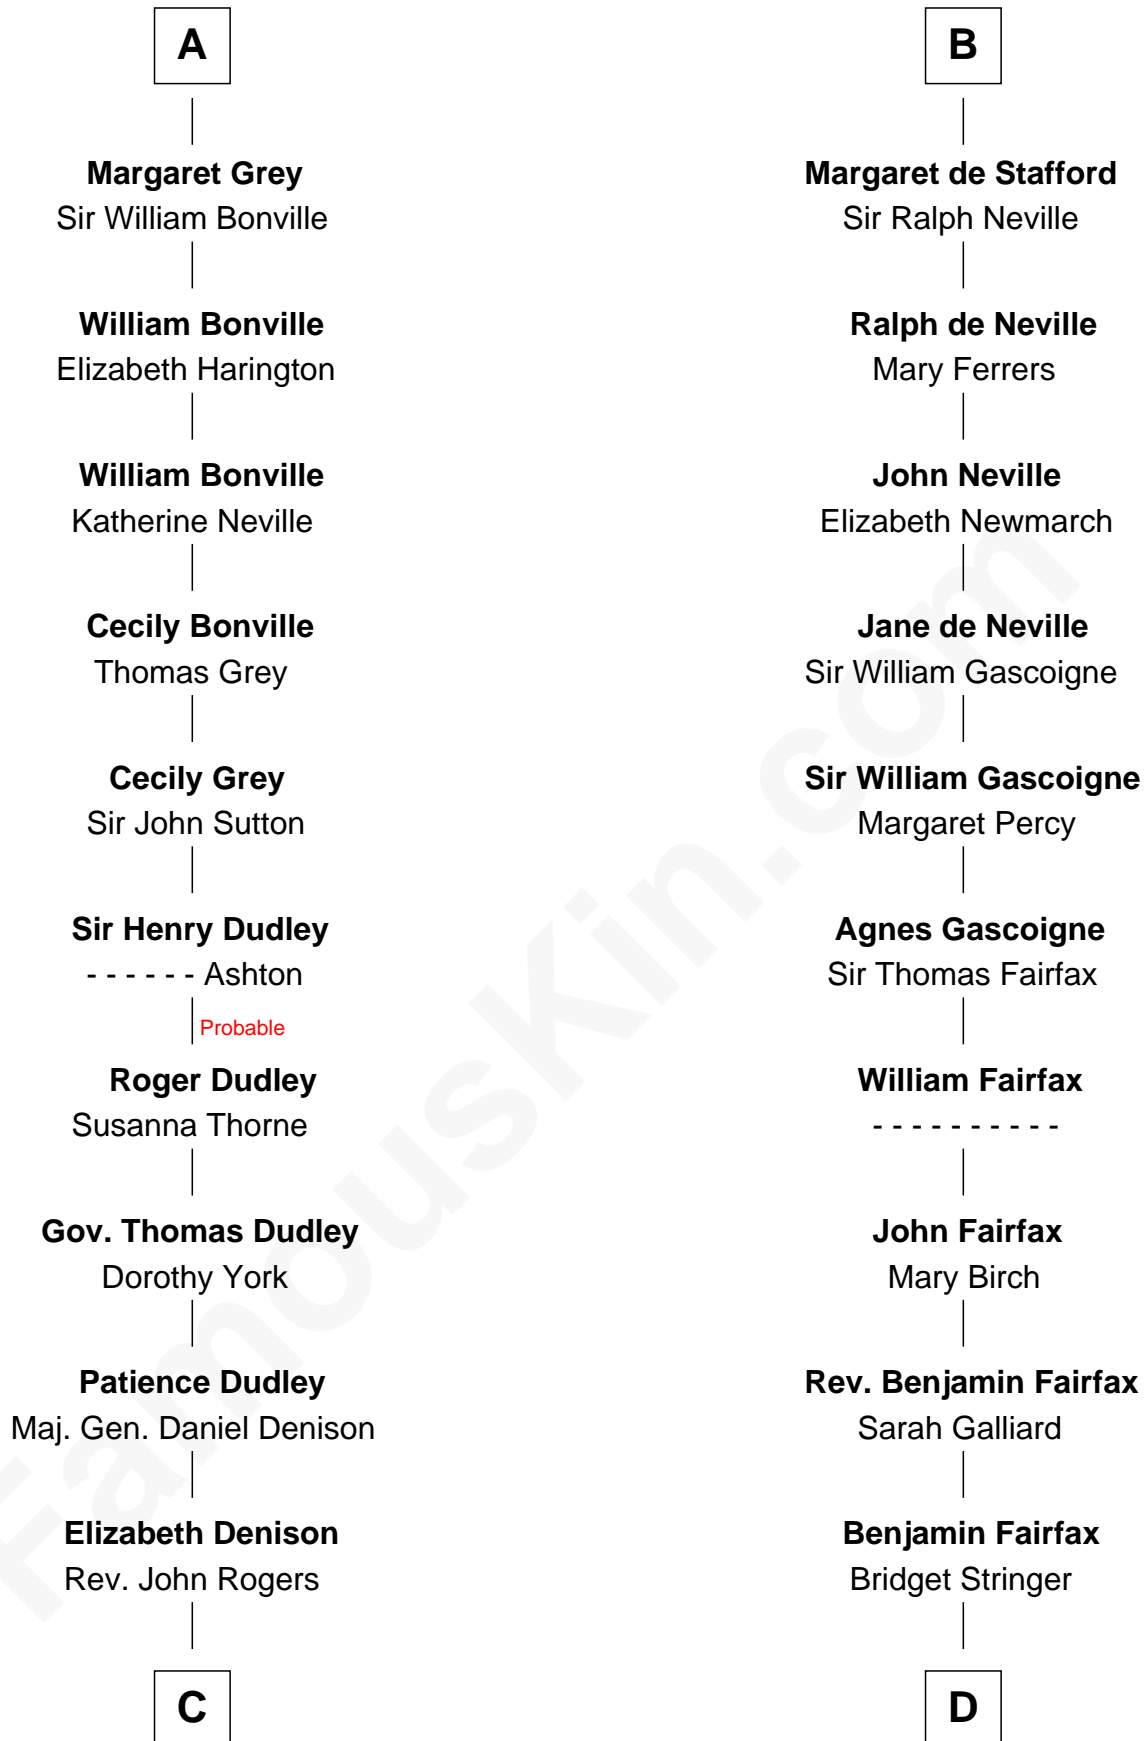 A
Margaret Grey
Sir William Bonville
William Bonville
Elizabeth Harington
William Bonville
Katherine Neville
Cecily Bonville
Thomas Grey
Cecily Grey
Sir John Sutton
Sir Henry Dudley
- - - - - - Ashton
Probable
Roger Dudley
Susanna Thorne
Gov. Thomas Dudley
Dorothy York
Patience Dudley
Maj. Gen. Daniel Denison
Elizabeth Denison
Rev. John Rogers
C
B
Margaret de Stafford
Sir Ralph Neville
Ralph de Neville
Mary Ferrers
John Neville
Elizabeth Newmarch
Jane de Neville
Sir William Gascoigne
Sir William Gascoigne
Margaret Percy
Agnes Gascoigne
Sir Thomas Fairfax
William Fairfax
- - - - - - - - - -
John Fairfax
Mary Birch
Rev. Benjamin Fairfax
Sarah Galliard
Benjamin Fairfax
Bridget Stringer
D
FamousKin.com